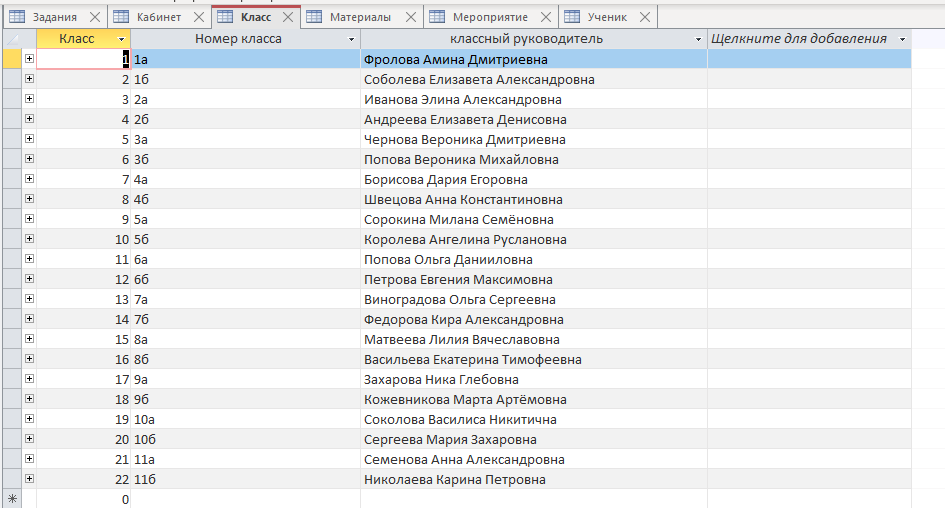 Задания Кабинет Класс Материалы Мероприятие Ученик
Класс Номер класса классный руководитель Щелкните для добавления
1 1а Фролова Амина Дмитриевна
2 1б Соболева Елизавета Александровна
3 2а Иванова Элина Александровна
4 2б Андреева Елизавета Денисовна
5 3а Чернова Вероника Дмитриевна
6 3б Попова Вероника Михайловна
7 4а Борисова Дария Егоровна
8 4б Швецова Анна Константиновна
9 5а Сорокина Милана Семёновна
10 5б Королева Ангелина Руслановна
11 6а Попова Ольга Данииловна
12 6б Петрова Евгения Максимовна
13 7а Виноградова Ольга Сергеевна
14 7б Федорова Кира Александровна
15 8а Матвеева Лилия Вячеславовна
16 8б Васильева Екатерина Тимофеевна
17 9а Захарова Ника Глебовна
18 9б Кожевникова Марта Артёмовна
19 10а Соколова Василиса Никитична
20 10б Сергеева Мария Захаровна
21 11а Семенова Анна Александровна
22 11б Николаева Карина Петровна
0